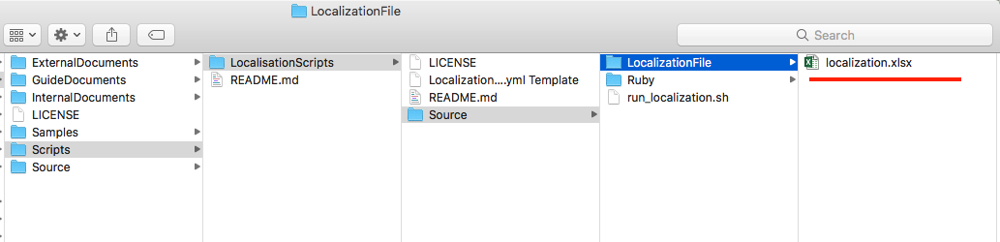 LocalizationFile
Search
ExternalDocuments
GuideDocuments
InternalDocuments
LICENSE
Samples
Scripts
Source
LocalisationScripts
README.md
LICENSE
Localization....yml Template
README.md
Source
LocalizationFile
Ruby
run_localization.sh
localization.xlsx